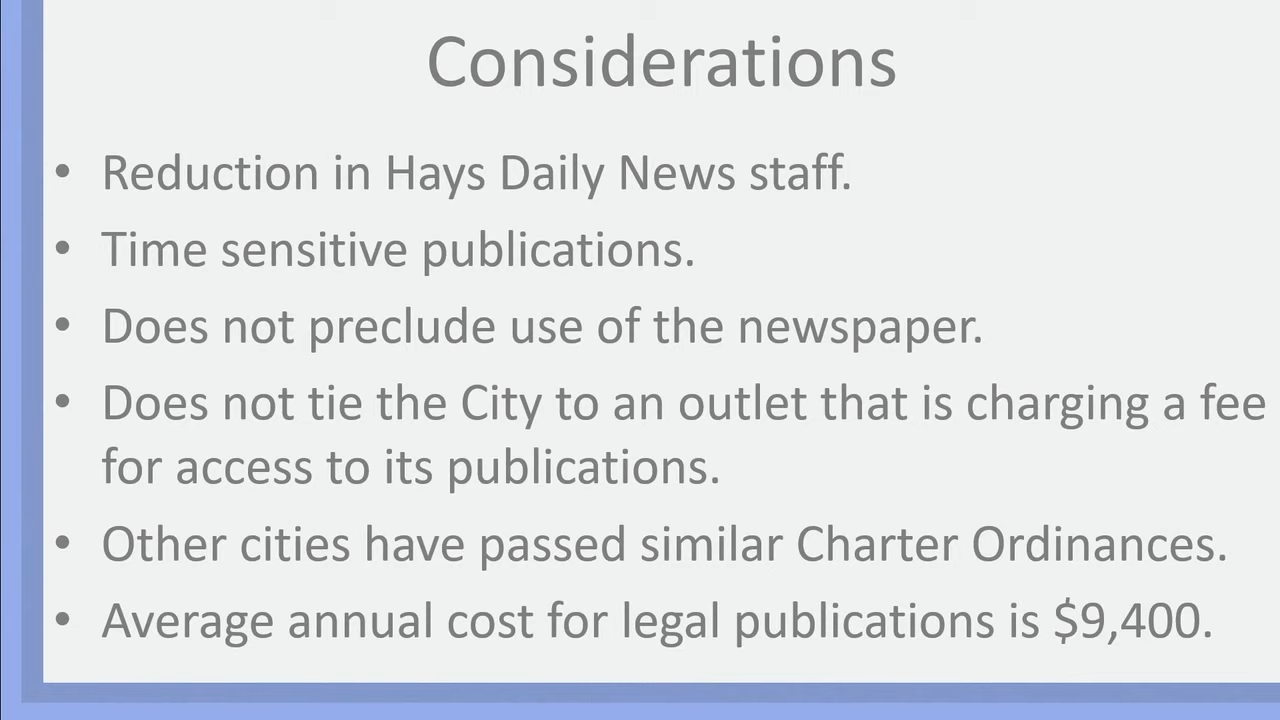 Considerations
• Reduction in Hays Daily News staff.
• Time sensitive publications.
• Does not preclude use of the newspaper.
• Does not tie the City to an outlet that is charging a fee
for access to its publications.
• Other cities have passed similar Charter Ordinances.
• Average annual cost for legal publications is $9,400.